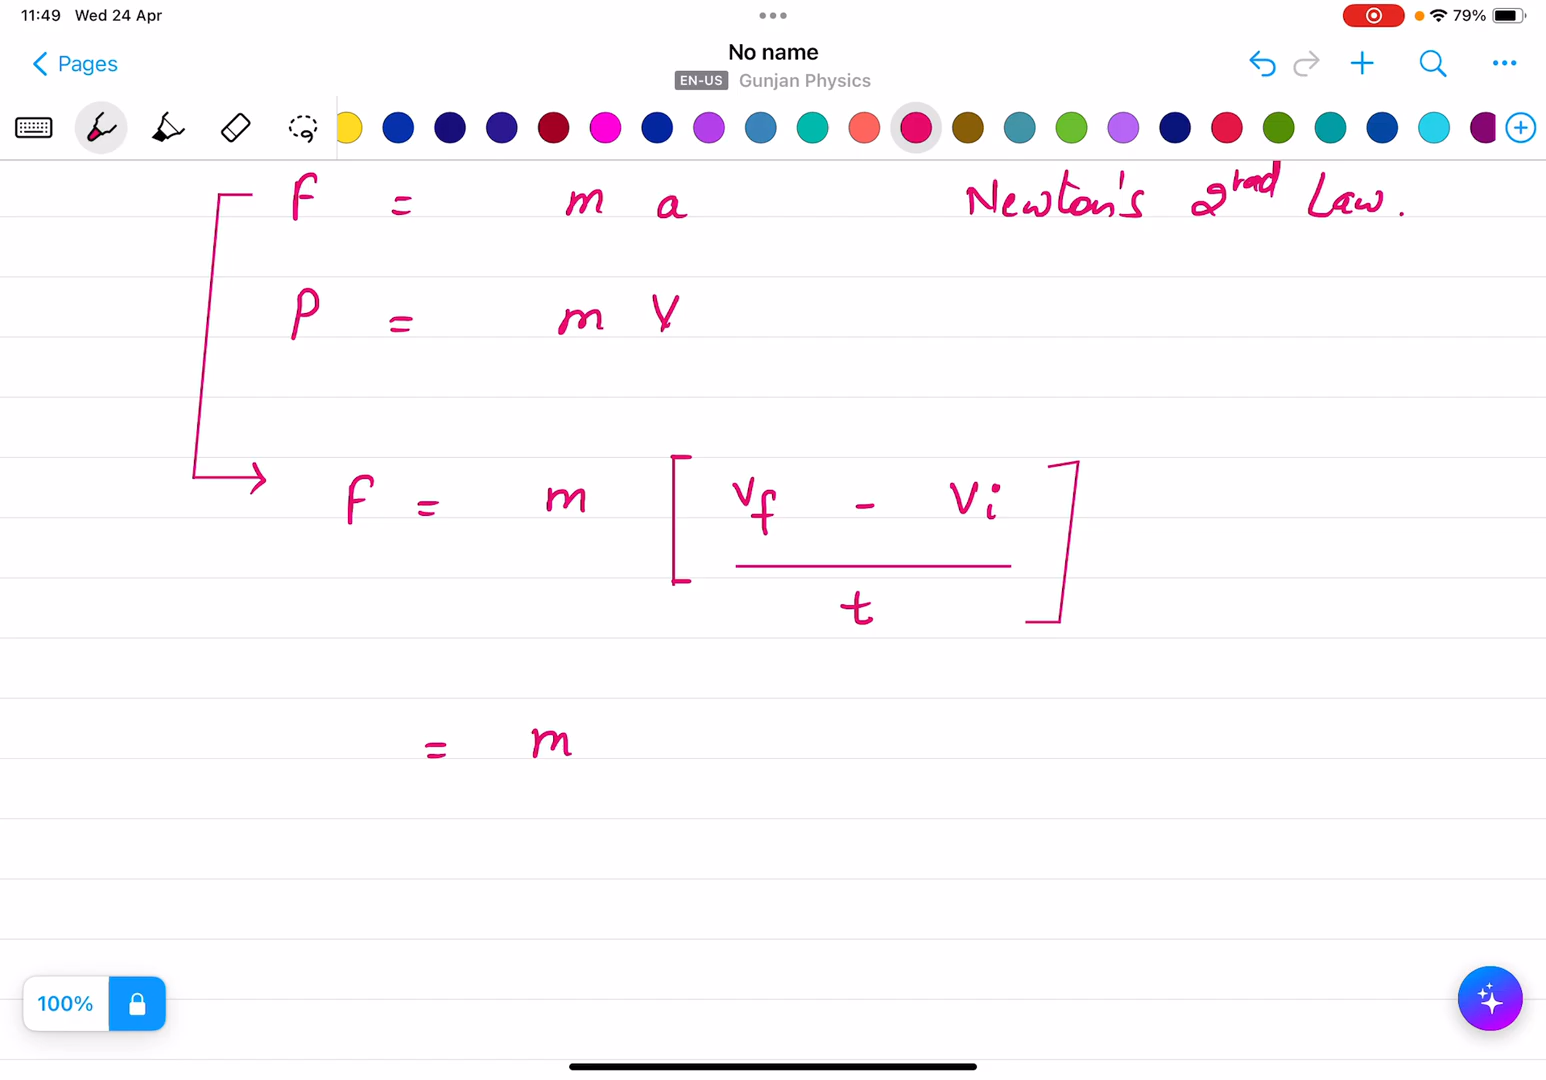 11:49 Wed 24 Apr 79%
Pages No name
EN-US Gunjan Physics
F = m a Newton's 2nd Law.
P = m V
F = m [ vf - vi
t ]
= m
100%